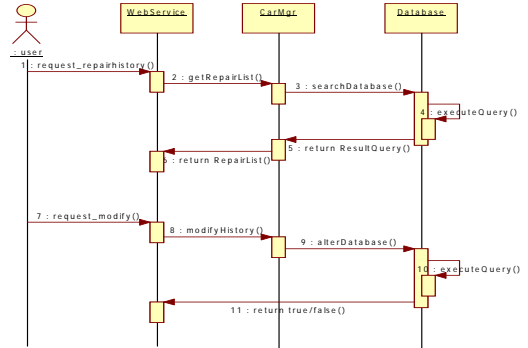 WebService
CarMgr
Database
: user
1 : request_repairhistory()
2 : getRepairList()
3 : searchDatabase()
4 : executeQuery()
5 : return ResultQuery()
6 : return RepairList()
7 : request_modify()
8 : modifyHistory()
9 : alterDatabase()
10 : executeQuery()
11 : return true/false()